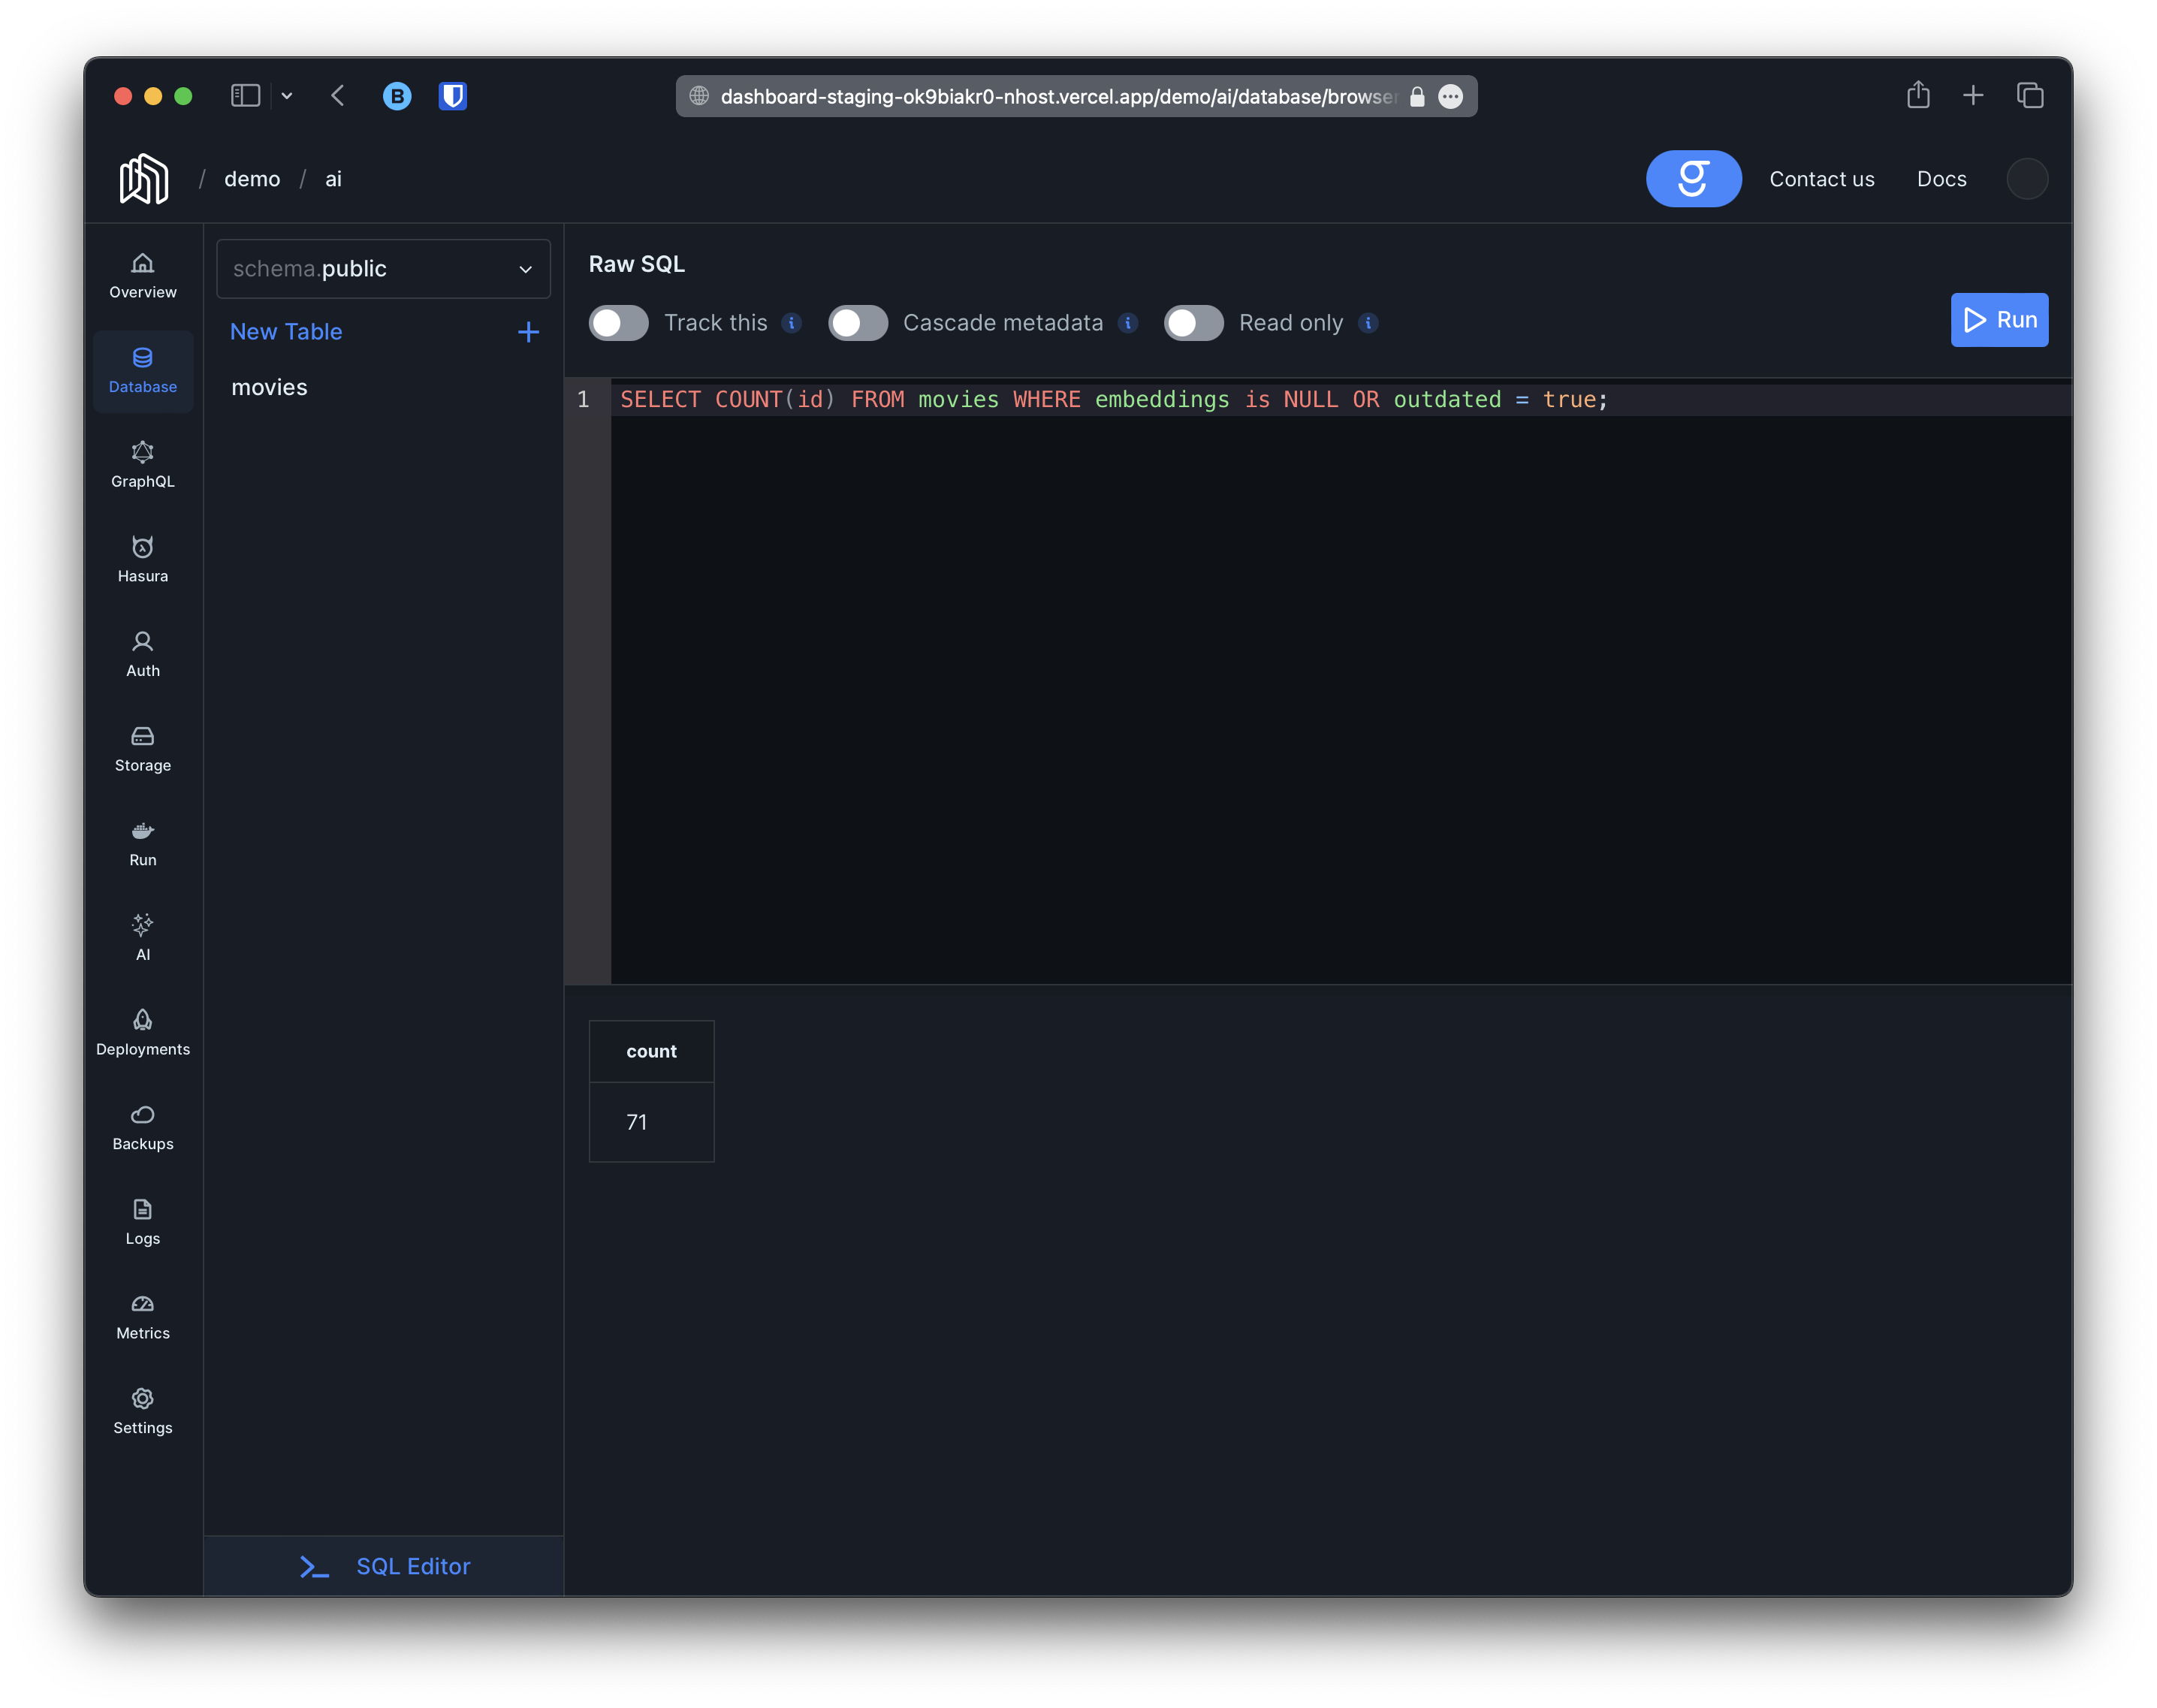 dashboard-staging-ok9biakr0-nhost.vercel.app/demo/ai/database/browser
/ demo / ai
Contact us
Docs
Overview
Database
GraphQL
Hasura
Auth
Storage
Run
AI
Deployments
Backups
Logs
Metrics
Settings
schema.public
New Table
movies
SQL Editor
Raw SQL
Track this
Cascade metadata
Read only
Run
1 SELECT COUNT(id) FROM movies WHERE embeddings is NULL OR outdated = true;
count
71